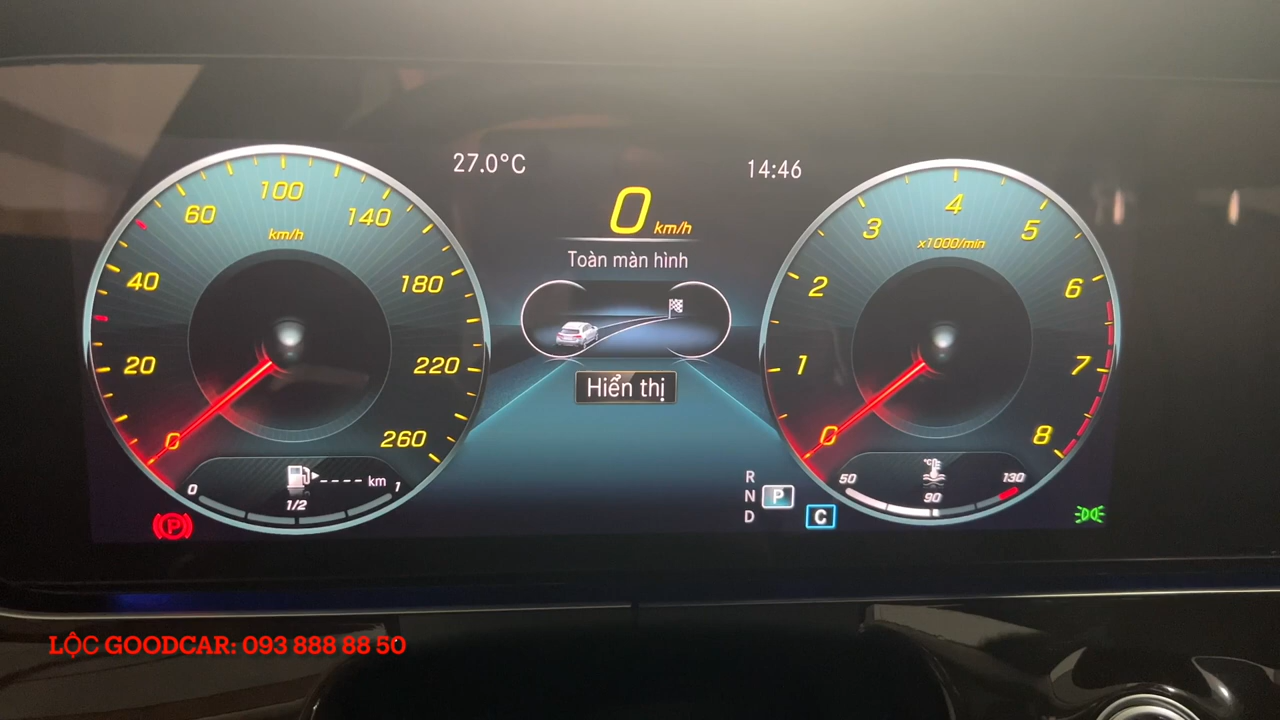 27.0°C
14:46
0 km/h
Toàn màn hình
Hiển thị
100
60
140
km/h
40
180
20
220
0
260
0
---- km
1
1/2
P
4
3
5
x1000/min
2
6
1
7
0
8
50
°C
130
90
R
N P
D
C
LỘC GOODCAR: 093 888 88 50